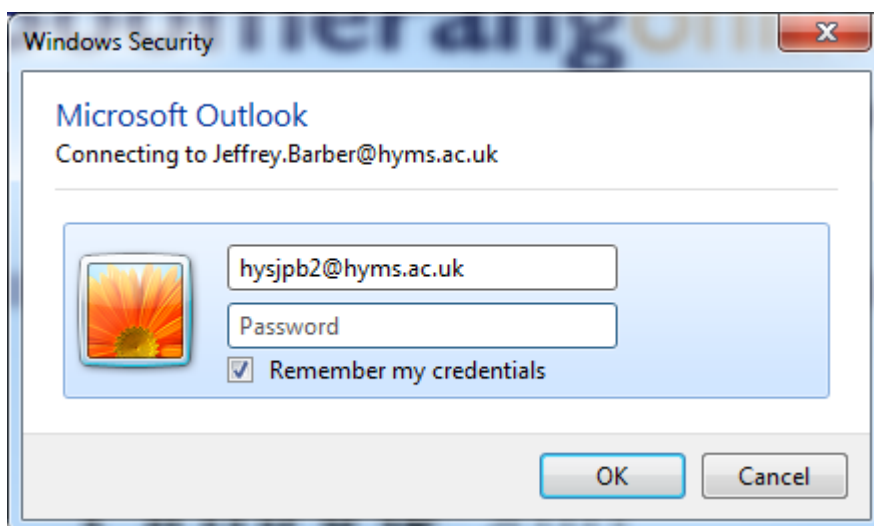 Windows Security
Microsoft Outlook
Connecting to Jeffrey.Barber@hyms.ac.uk
hysjpb2@hyms.ac.uk
Password
Remember my credentials
OK
Cancel